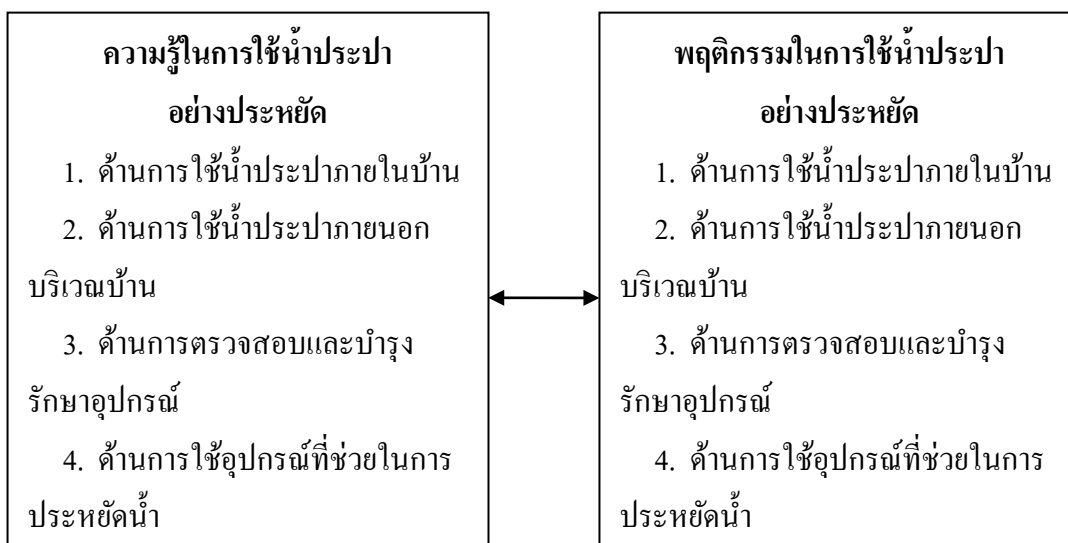 ความรู้ในการใช้น้ำประปา
อย่างประหยัด
1. ด้านการใช้น้ำประปาภายในบ้าน
2. ด้านการใช้น้ำประปาภายนอก
บริเวณบ้าน
3. ด้านการตรวจสอบและบำรุง
รักษาอุปกรณ์
4. ด้านการใช้อุปกรณ์ที่ช่วยในการ
ประหยัดน้ำ
พฤติกรรมในการใช้น้ำประปา
อย่างประหยัด
1. ด้านการใช้น้ำประปาภายในบ้าน
2. ด้านการใช้น้ำประปาภายนอก
บริเวณบ้าน
3. ด้านการตรวจสอบและบำรุง
รักษาอุปกรณ์
4. ด้านการใช้อุปกรณ์ที่ช่วยในการ
ประหยัดน้ำ